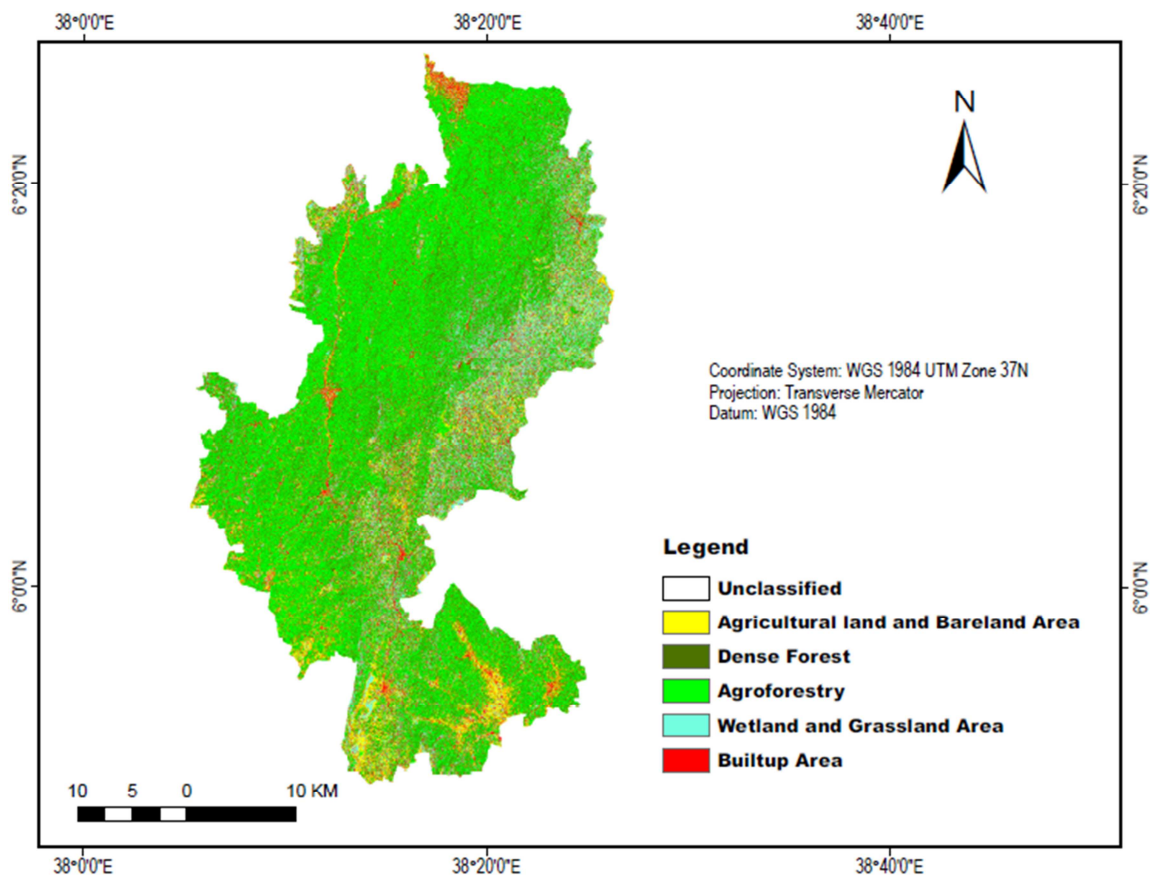 38°0'0"E 38°20'0"E 38°40'0"E
N
6°20'0"N 6°20'0"N
Coordinate System: WGS 1984 UTM Zone 37N
Projection: Transverse Mercator
Datum: WGS 1984
Legend
6°0'0"N 6°0'0"N
Unclassified
Agricultural land and Bareland Area
Dense Forest
Agroforestry
Wetland and Grassland Area
Builtup Area
10 5 0 10 KM
38°0'0"E 38°20'0"E 38°40'0"E